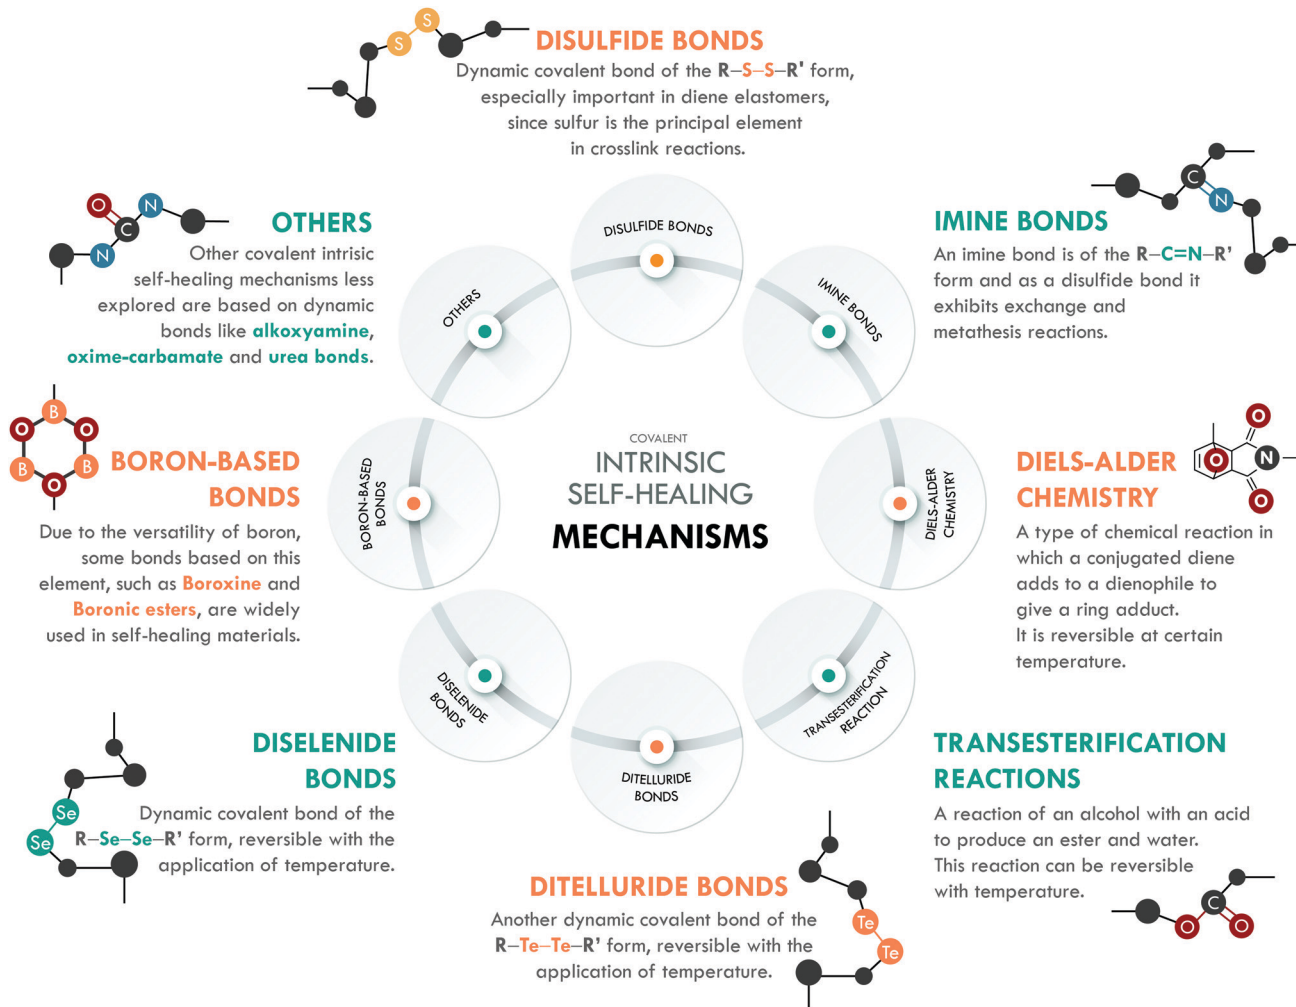 DISULFIDE BONDS
Dynamic covalent bond of the R–S–S–R' form,
especially important in diene elastomers,
since sulfur is the principal element
in crosslink reactions.
S
S
IMINE BONDS
An imine bond is of the R–C=N–R'
form and as a disulfide bond it
exhibits exchange and
metathesis reactions.
C
N
DIELS-ALDER
CHEMISTRY
A type of chemical reaction in
which a conjugated diene
adds to a dienophile to
give a ring adduct.
It is reversible at certain
temperature.
O
O
N
O
TRANSESTERIFICATION
REACTIONS
A reaction of an alcohol with an acid
to produce an ester and water.
This reaction can be reversible
with temperature.
C
O
O
DITELLURIDE BONDS
Another dynamic covalent bond of the
R–Te–Te–R' form, reversible with the
application of temperature.
Te
Te
DISELENIDE
BONDS
Dynamic covalent bond of the
R–Se–Se–R' form, reversible with the
application of temperature.
Se
Se
BORON-BASED
BONDS
Due to the versatility of boron,
some bonds based on this
element, such as Boroxine and
Boronic esters, are widely
used in self-healing materials.
B
O
O
B
B
O
OTHERS
Other covalent intrisic
self-healing mechanisms less
explored are based on dynamic
bonds like alkoxyamine,
oxime-carbamate and urea bonds.
O
N
C
N
DISULFIDE BONDS
IMINE BONDS
DIELS-ALDER
CHEMISTRY
TRANSESTERIFICATION
REACTION
DITELLURIDE
BONDS
DISELENIDE
BONDS
BORON-BASED
BONDS
OTHERS
COVALENT
INTRINSIC
SELF-HEALING
MECHANISMS